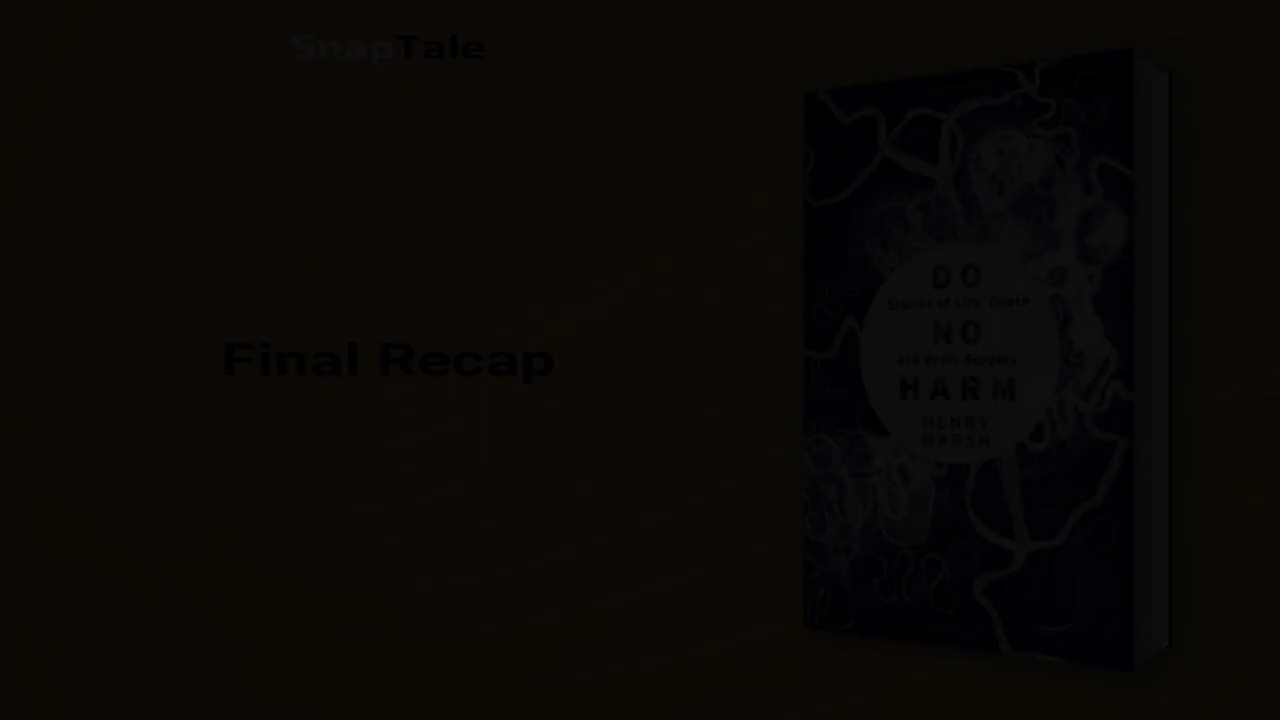 SnapTale
Final Recap
DO
Stories of Life, Death
NO
and Brain Surgery
HARM
HENRY
MARSH